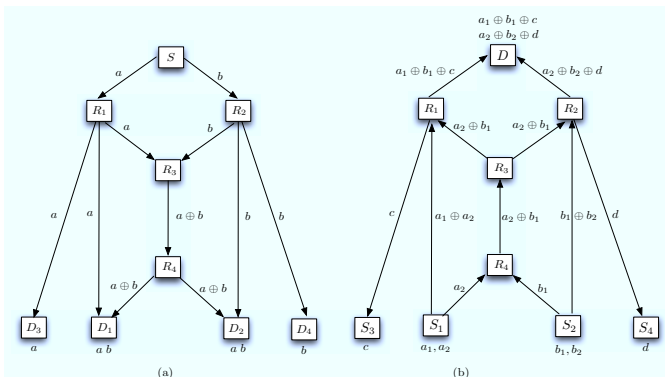 S
a
b
R₁
R₂
a
b
R₃
a
a
a ⊕ b
b
b
R₄
a ⊕ b
a ⊕ b
D₃
D₁
D₂
D₄
a
a b
a b
b
(a)
a₁ ⊕ b₁ ⊕ c
a₂ ⊕ b₂ ⊕ d
D
a₁ ⊕ b₁ ⊕ c
a₂ ⊕ b₂ ⊕ d
R₁
R₂
a₂ ⊕ b₁
a₂ ⊕ b₁
R₃
c
a₁ ⊕ a₂
a₂ ⊕ b₁
b₁ ⊕ b₂
d
R₄
a₂
b₁
S₃
S₁
S₂
S₄
c
a₁, a₂
b₁, b₂
d
(b)